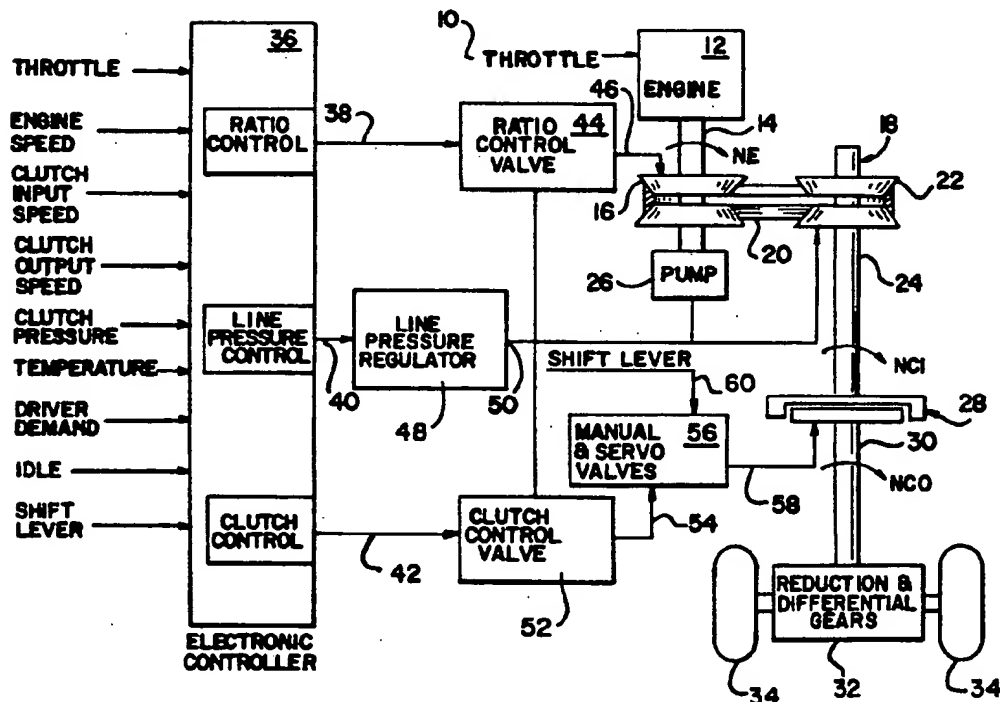 THROTTLE
ENGINE
SPEED
CLUTCH
INPUT
SPEED
CLUTCH
OUTPUT
SPEED
CLUTCH
PRESSURE
TEMPERATURE
DRIVER
DEMAND
IDLE
SHIFT
LEVER
36
RATIO
CONTROL
LINE
PRESSURE
CONTROL
CLUTCH
CONTROL
ELECTRONIC
CONTROLLER
38
40
42
RATIO 44
CONTROL
VALVE
46
LINE
PRESSURE
REGULATOR
48
50
CLUTCH
CONTROL
VALVE
52
54
SHIFT LEVER
60
MANUAL 56
& SERVO
VALVES
58
10
THROTTLE
12
ENGINE
14
NE
16
18
20
22
24
PUMP
26
NCI
28
30
NCO
REDUCTION &
DIFFERENTIAL
GEARS
32
34
34